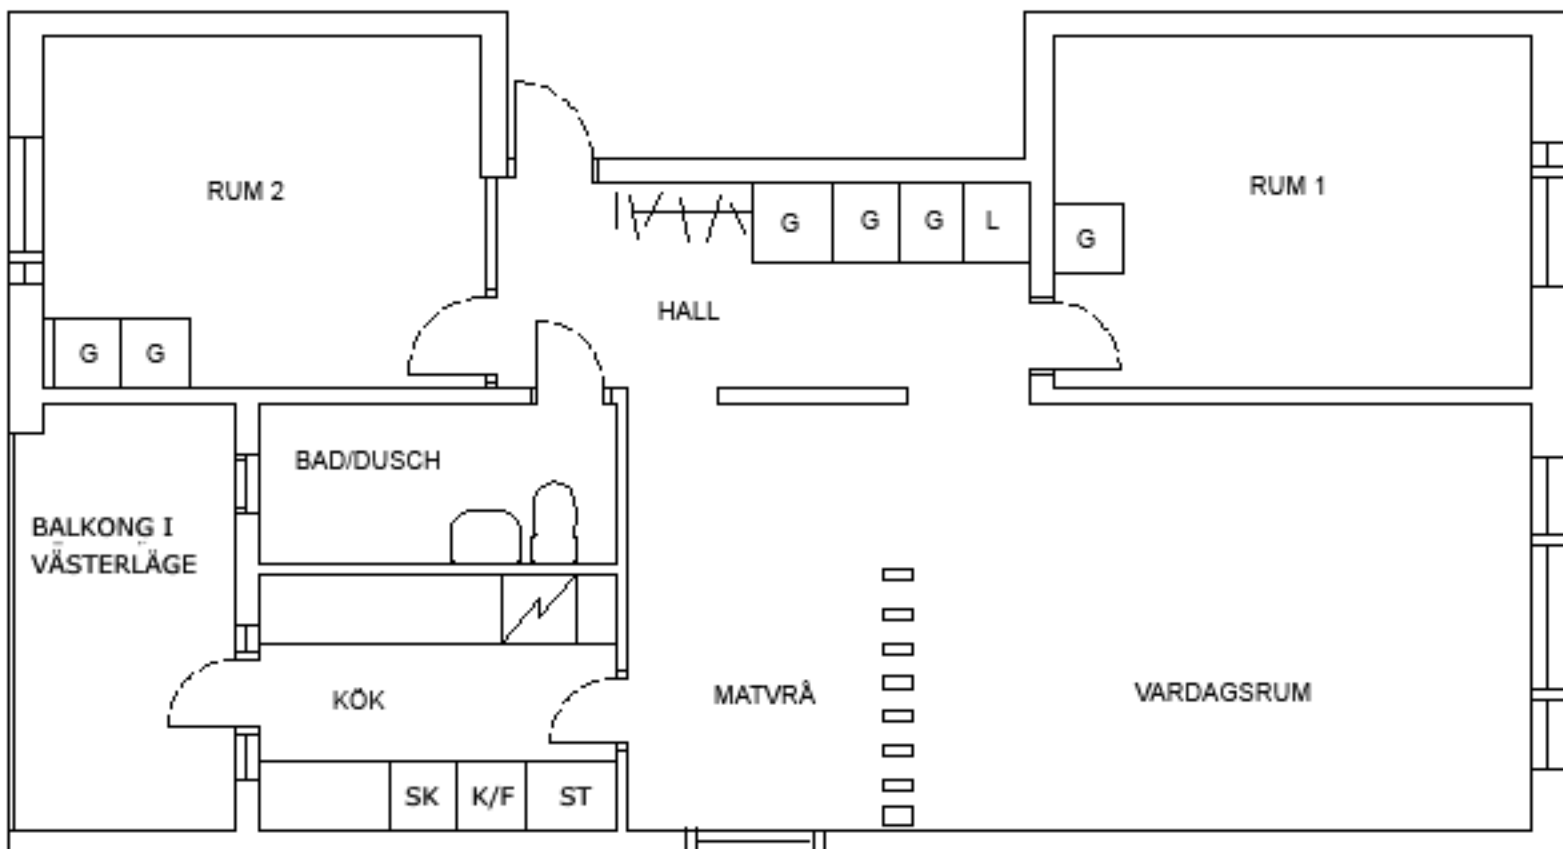 RUM 2
RUM 1
G
G
G
L
G
HALL
G
G
BAD/DUSCH
BALKONG I
VÄSTERLÄGE
KÖK
MATVRÅ
VARDAGSRUM
SK
K/F
ST